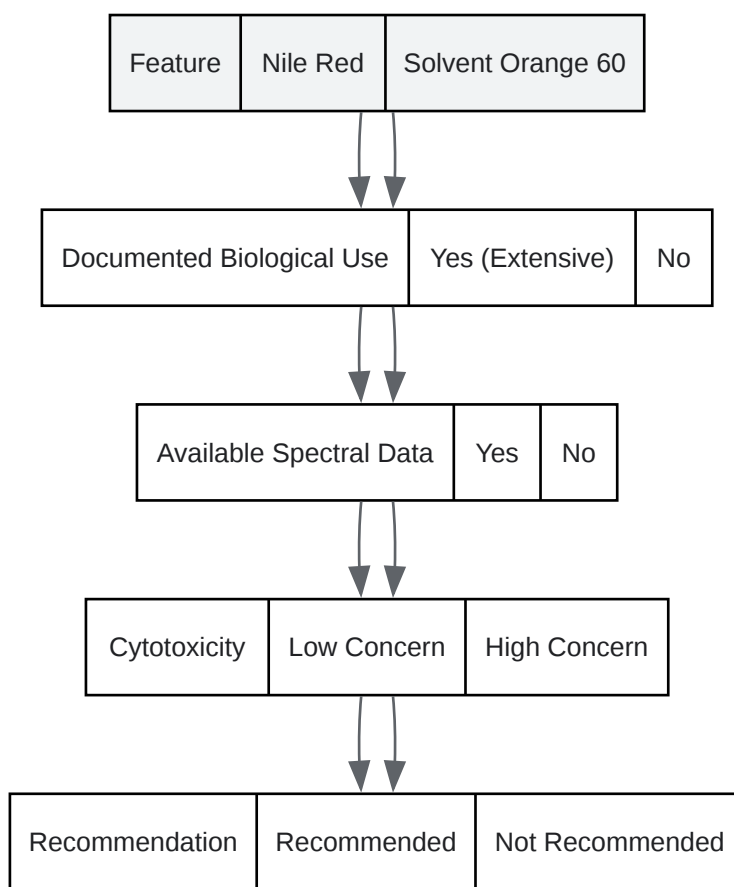 Feature Nile Red Solvent Orange 60
Documented Biological Use Yes (Extensive) No
Available Spectral Data Yes No
Cytotoxicity Low Concern High Concern
Recommendation Recommended Not Recommended